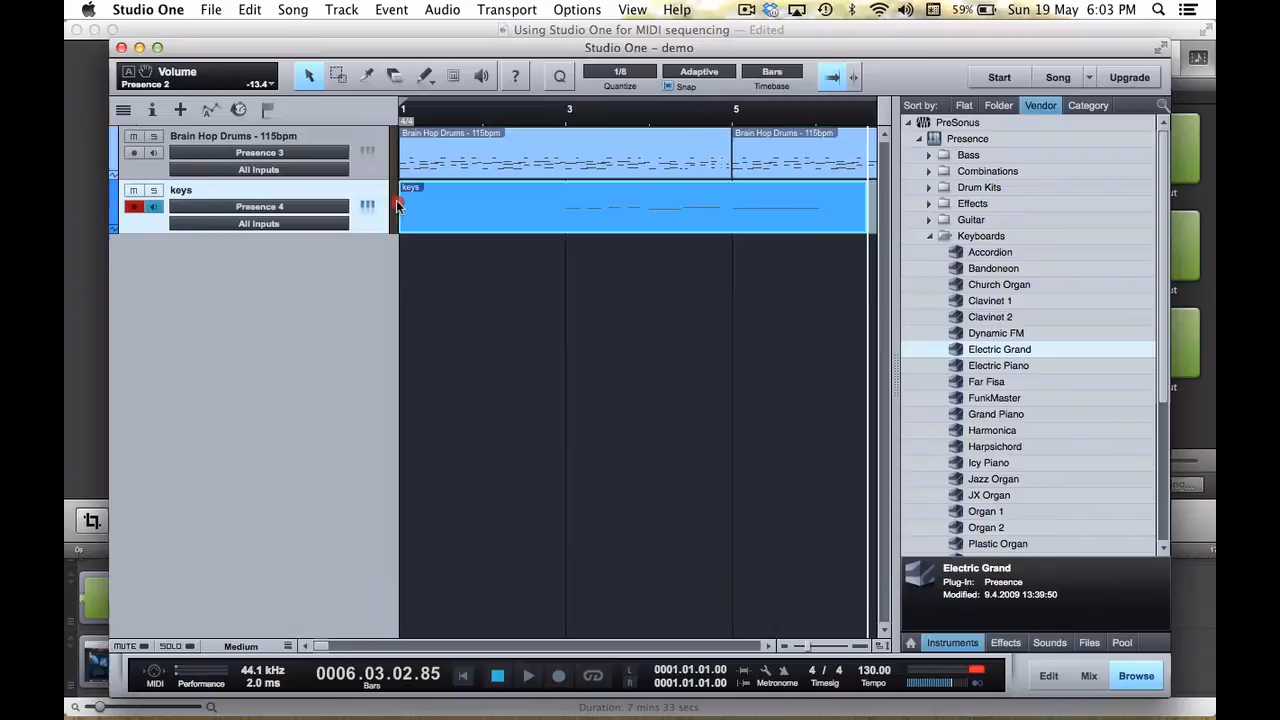 Studio One File Edit Song Track Event Audio Transport Options View Help 59% Sun 19 May 6:03 PM
Using Studio One for MIDI sequencing — Edited
Studio One – demo
A Volume
Presence 2 -13.4
? Q
1/8 Adaptive Bars
Quantize Snap Timebase
Start Song Upgrade
1 3 5
4/4
Sort by: Flat Folder Vendor Category
Brain Hop Drums - 115bpm
M S
Presence 3
All Inputs
Brain Hop Drums - 115bpm Brain Hop Drums - 115bpm
M S keys
Presence 4
All Inputs
keys
PreSonus
Presence
Bass
Combinations
Drum Kits
Effects
Guitar
Keyboards
Accordion
Bandoneon
Church Organ
Clavinet 1
Clavinet 2
Dynamic FM
Electric Grand
Electric Piano
Far Fisa
FunkMaster
Grand Piano
Harmonica
Harpsichord
Icy Piano
Jazz Organ
JX Organ
Organ 1
Organ 2
Plastic Organ
Electric Grand
Plug-In: Presence
Modified: 9.4.2009 13:39:50
MUTE SOLO Medium
Instruments Effects Sounds Files Pool
MIDI Performance
44.1 kHz
2.0 ms
0006.03.02.85
Bars
L
R
0001.01.01.00
0001.01.01.00
Metronome
4 / 4
Timesig
130.00
Tempo
Edit Mix Browse
0s
Duration: 7 mins 33 secs